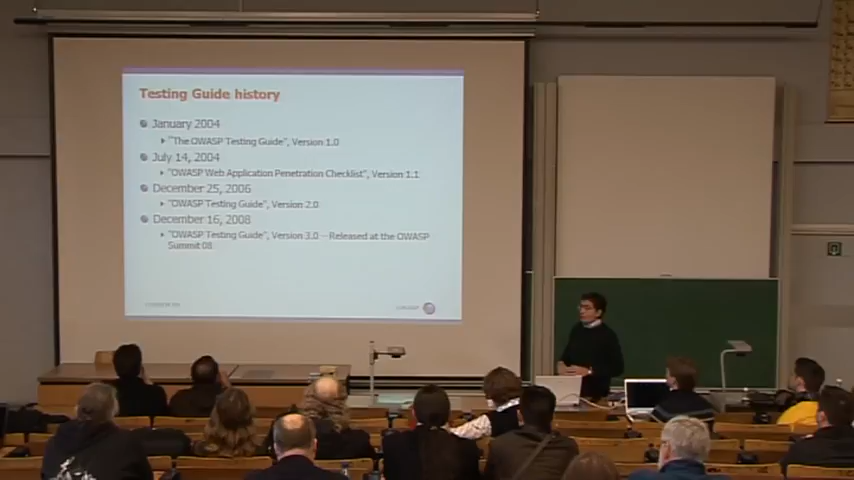 Testing Guide history
January 2004
"The OWASP Testing Guide", Version 1.0
July 14, 2004
"OWASP Web Application Penetration Checklist", Version 1.1
December 25, 2006
"OWASP Testing Guide", Version 2.0
December 16, 2008
"OWASP Testing Guide", Version 3.0 – Released at the OWASP
Summit 08